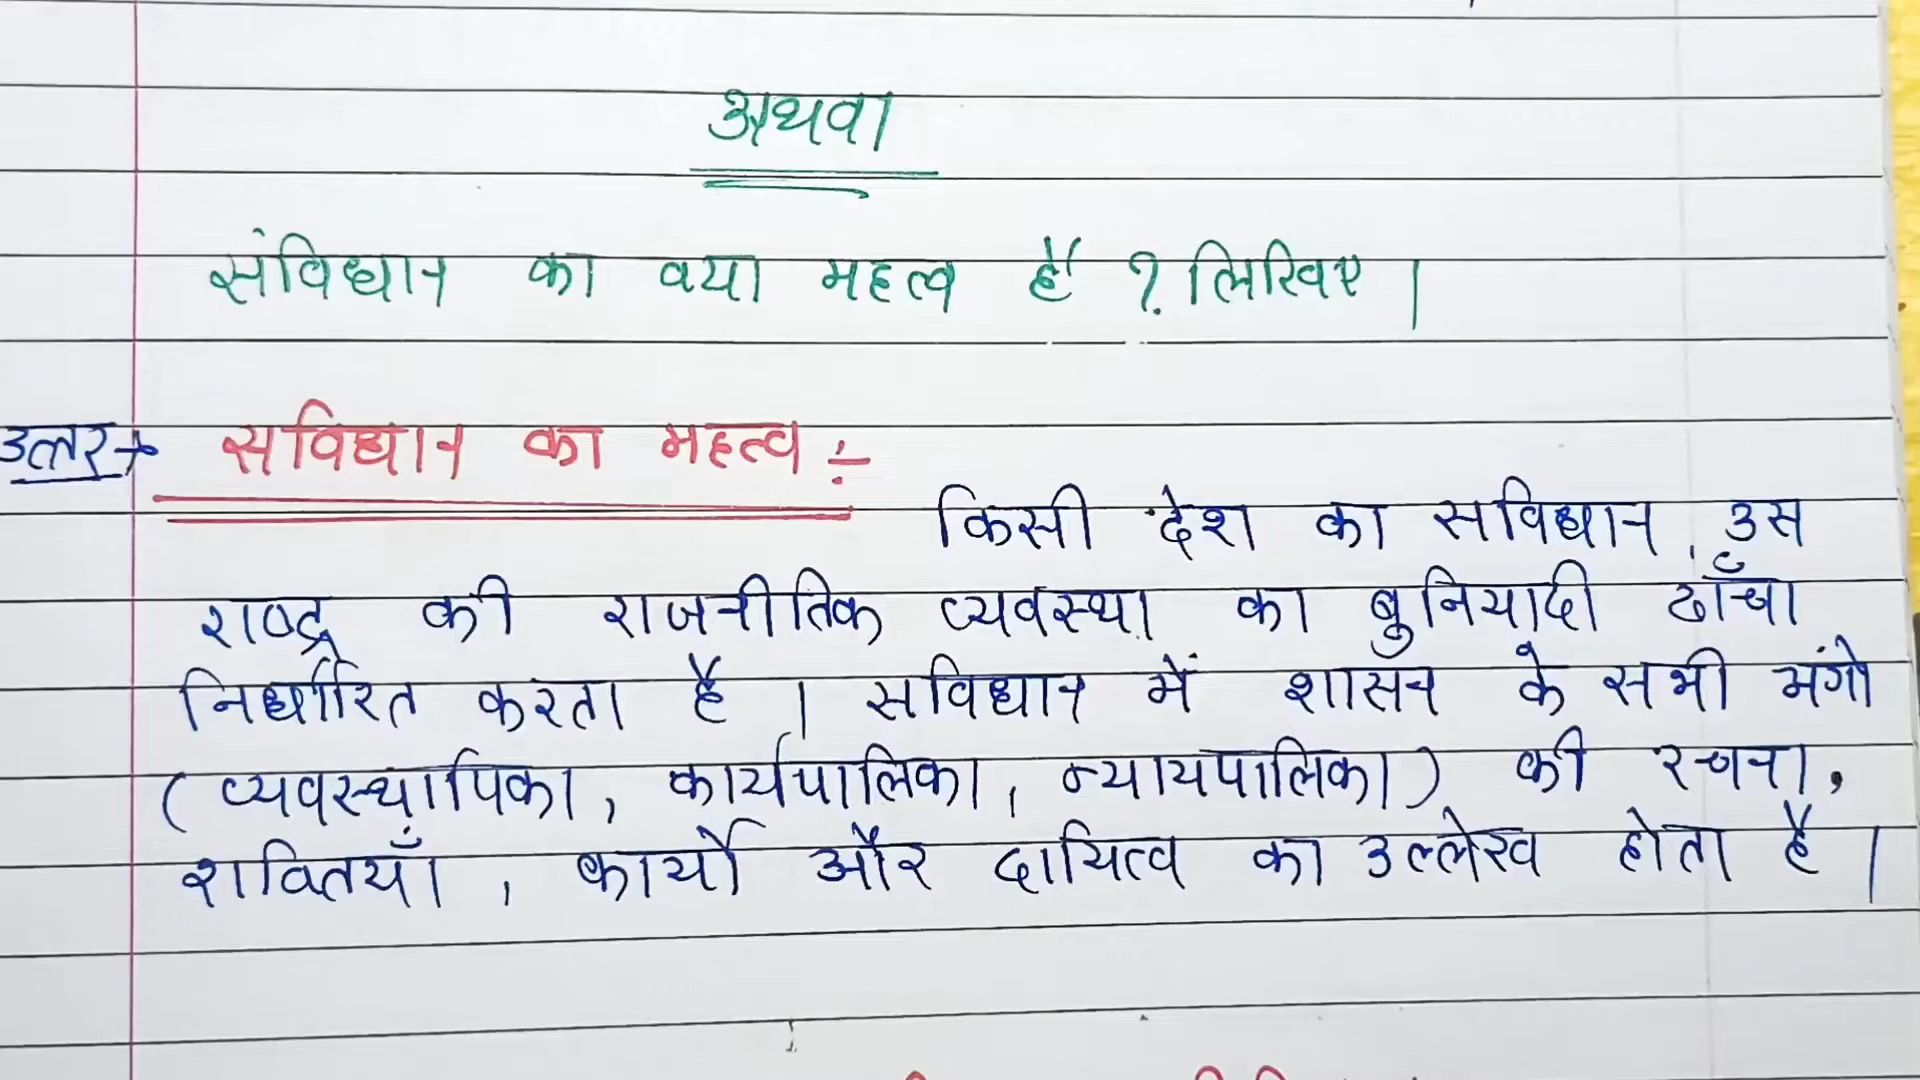 अथवा
संविधान का क्या महत्व है ? लिखिए।
उत्तर→ सविधान का महत्व ÷
किसी देश का सविधान, उस
राष्ट्र की राजनीतिक व्यवस्था का बुनियादी ढाँचा
निर्धारित करता है । सविधान में शासन के सभी अंगो
(व्यवस्थापिका, कार्यपालिका, न्यायपालिका) की रचना,
शक्तियाँ, कार्यो और दायित्व का उल्लेख होता है ।